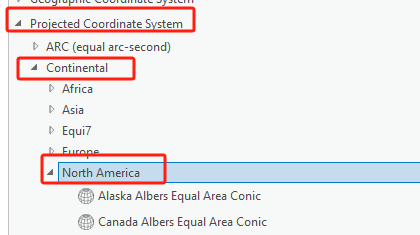 Geographic Coordinate System
Projected Coordinate System
ARC (equal arc-second)
Continental
Africa
Asia
Equi7
Europe
North America
Alaska Albers Equal Area Conic
Canada Albers Equal Area Conic